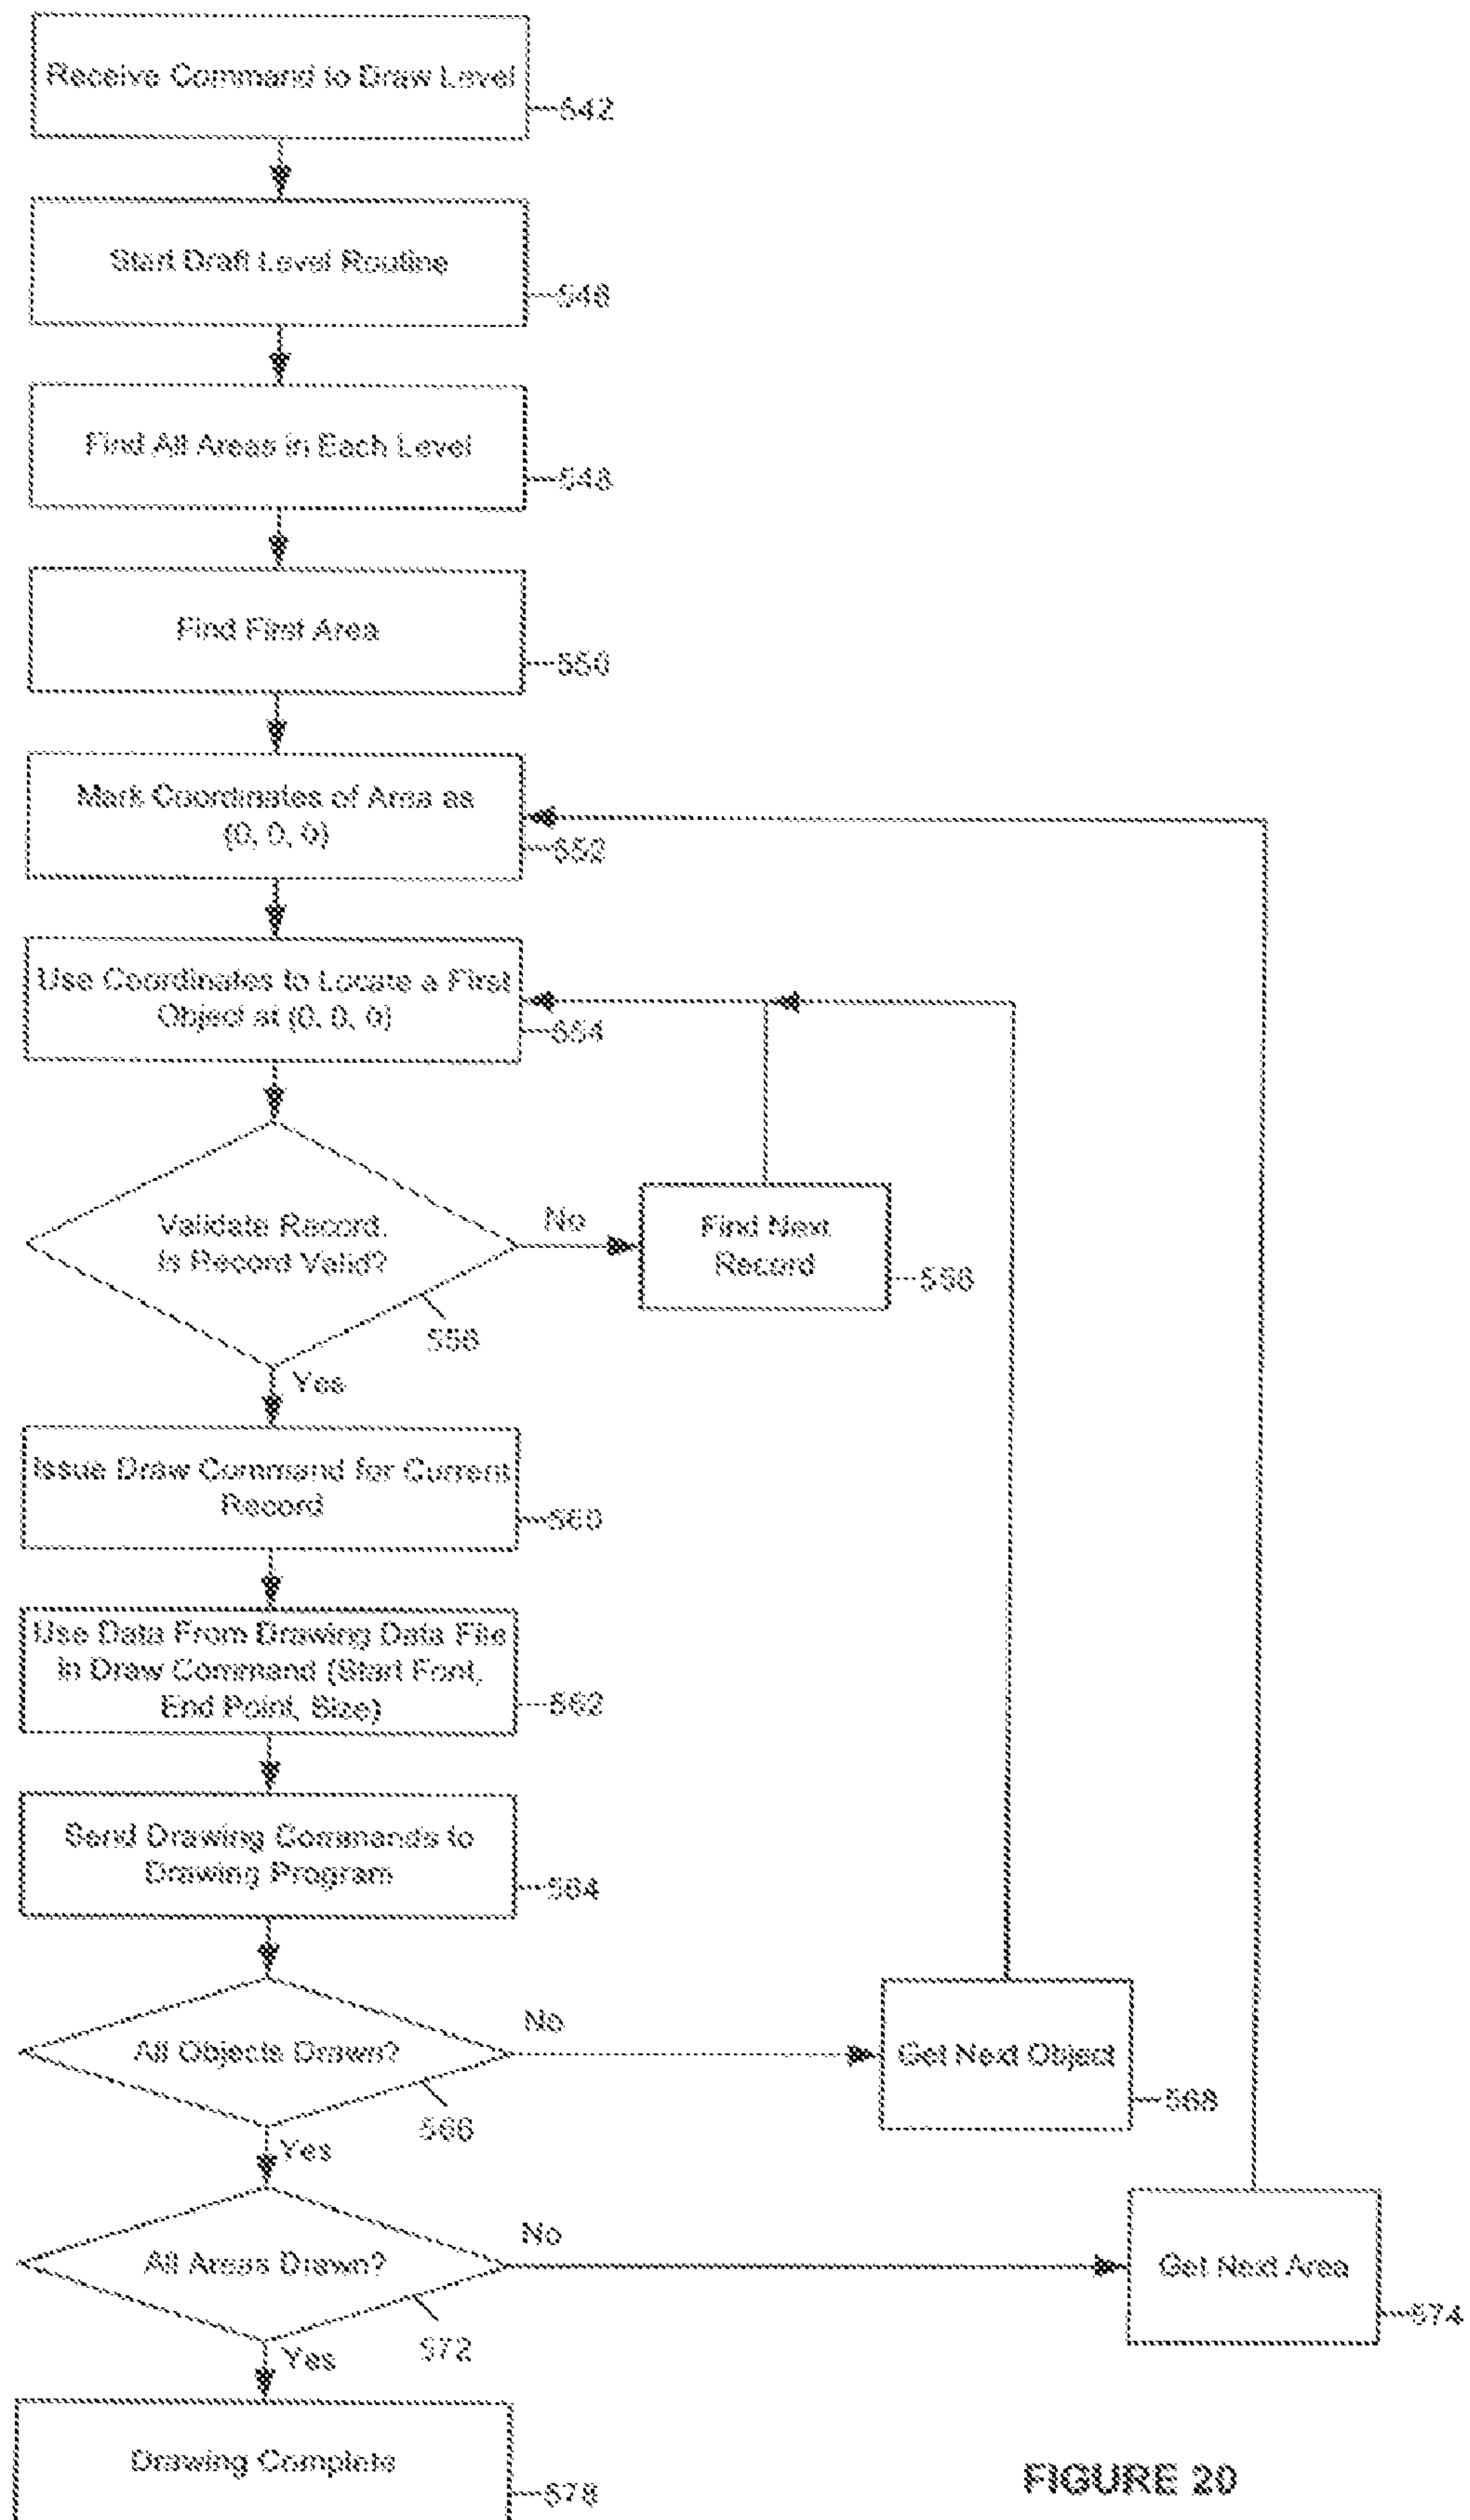 Receive Command to Draw Level
542
Start Draft Level Routine
546
Find All Areas in Each Level
548
Find First Area
550
Mark Coordinates of Area as
(0, 0, 0)
552
Use Coordinates to Locate a First
Object at (0, 0, 0)
554
Validate Record.
Is Record Valid?
556
No
Find Next
Record
558
Yes
Issue Draw Command for Current
Record
560
Use Data From Drawing Data File
in Draw Command (Start Font,
End Point, Size)
562
Send Drawing Commands to
Drawing Program
564
All Objects Drawn?
566
No
Get Next Object
568
Yes
All Areas Drawn?
572
No
Get Next Area
574
Yes
Drawing Complete
578
FIGURE 20